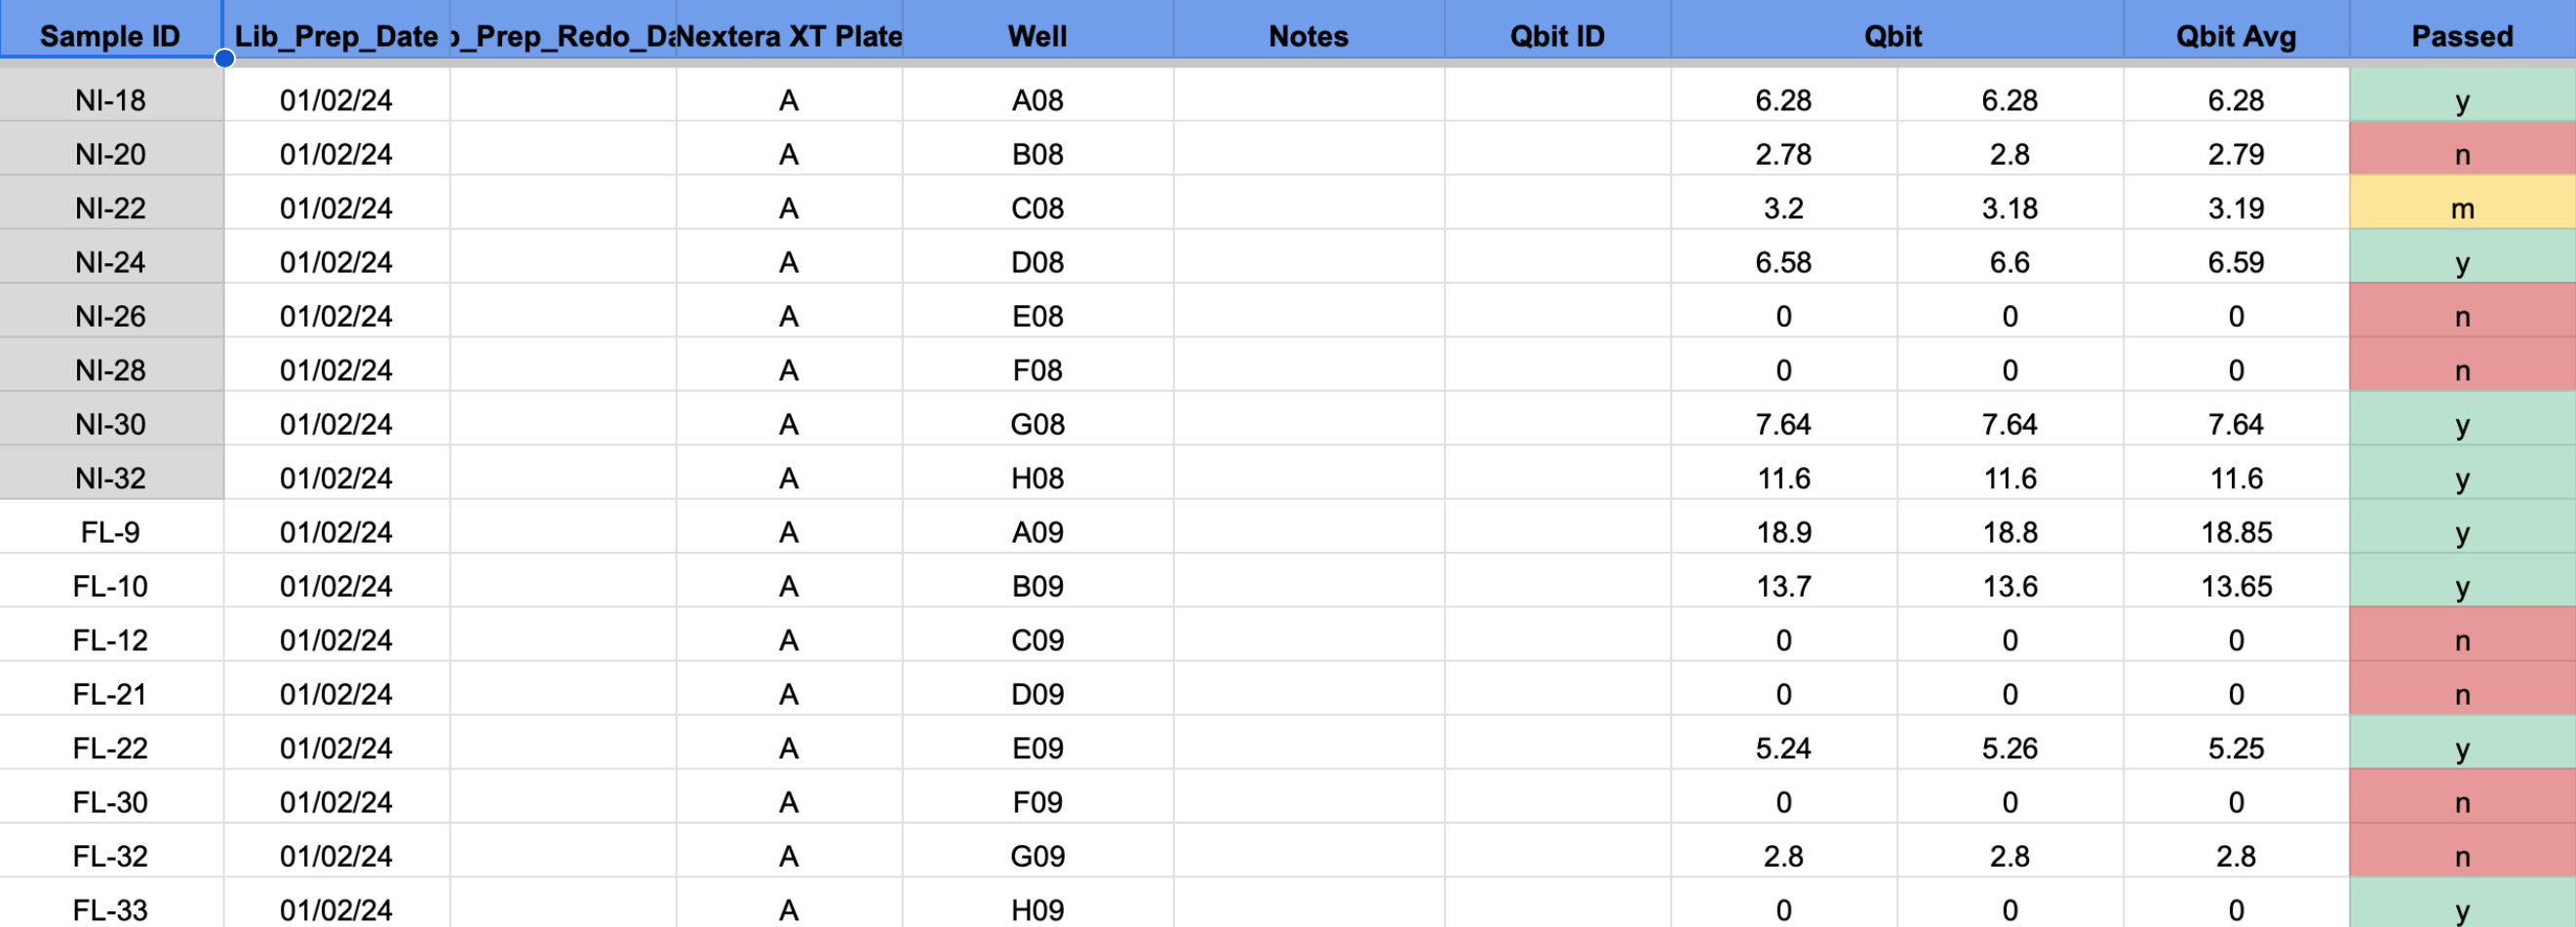 Sample ID Lib_Prep_Date _Prep_Redo_Da Nextera XT Plate Well Notes Qbit ID Qbit Qbit Avg Passed
NI-18 01/02/24 A A08 6.28 6.28 6.28 y
NI-20 01/02/24 A B08 2.78 2.8 2.79 n
NI-22 01/02/24 A C08 3.2 3.18 3.19 m
NI-24 01/02/24 A D08 6.58 6.6 6.59 y
NI-26 01/02/24 A E08 0 0 0 n
NI-28 01/02/24 A F08 0 0 0 n
NI-30 01/02/24 A G08 7.64 7.64 7.64 y
NI-32 01/02/24 A H08 11.6 11.6 11.6 y
FL-9 01/02/24 A A09 18.9 18.8 18.85 y
FL-10 01/02/24 A B09 13.7 13.6 13.65 y
FL-12 01/02/24 A C09 0 0 0 n
FL-21 01/02/24 A D09 0 0 0 n
FL-22 01/02/24 A E09 5.24 5.26 5.25 y
FL-30 01/02/24 A F09 0 0 0 n
FL-32 01/02/24 A G09 2.8 2.8 2.8 n
FL-33 01/02/24 A H09 0 0 0 y